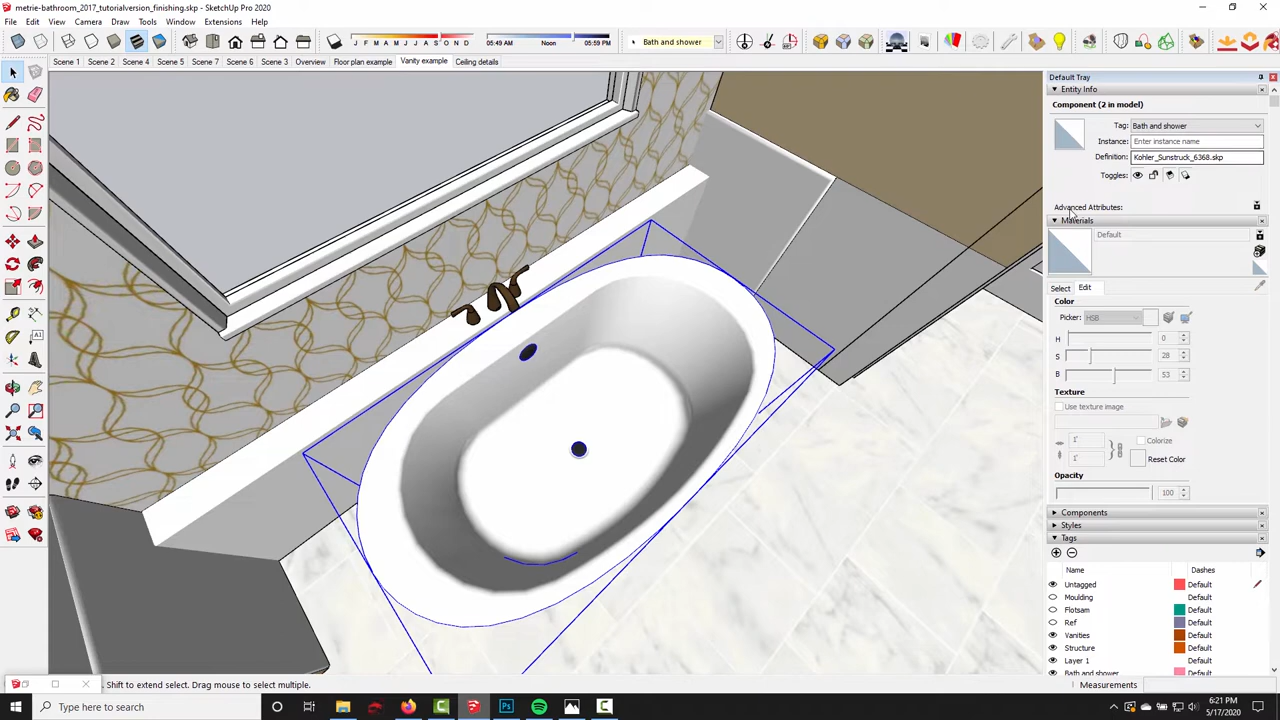 metrie-bathroom_2017_tutorialversion_finishing.skp - SketchUp Pro 2020
File Edit View Camera Draw Tools Window Extensions Help
J F M A M J J A S O N D 05:49 AM Noon 05:59 PM Bath and shower
Scene 1 Scene 2 Scene 4 Scene 5 Scene 7 Scene 6 Scene 3 Overview Floor plan example Vanity example Ceiling details
Default Tray
Entity Info
Component (2 in model)
Tag: Bath and shower
Instance: Enter instance name
Definition: Kohler_Sunstruck_6368.skp
Toggles:
Advanced Attributes:
Materials
Default
Select Edit
Color
Picker: HSB
H 0
S 28
B 53
Texture
Use texture image
1' Colorize
1' Reset Color
Opacity
100
Components
Styles
Tags
Name Dashes
Untagged Default
Moulding Default
Flotsam Default
Ref Default
Vanities Default
Structure Default
Layer 1 Default
Bath and shower Default
Shift to extend select. Drag mouse to select multiple.
Measurements
Type here to search
6:21 PM
5/17/2020